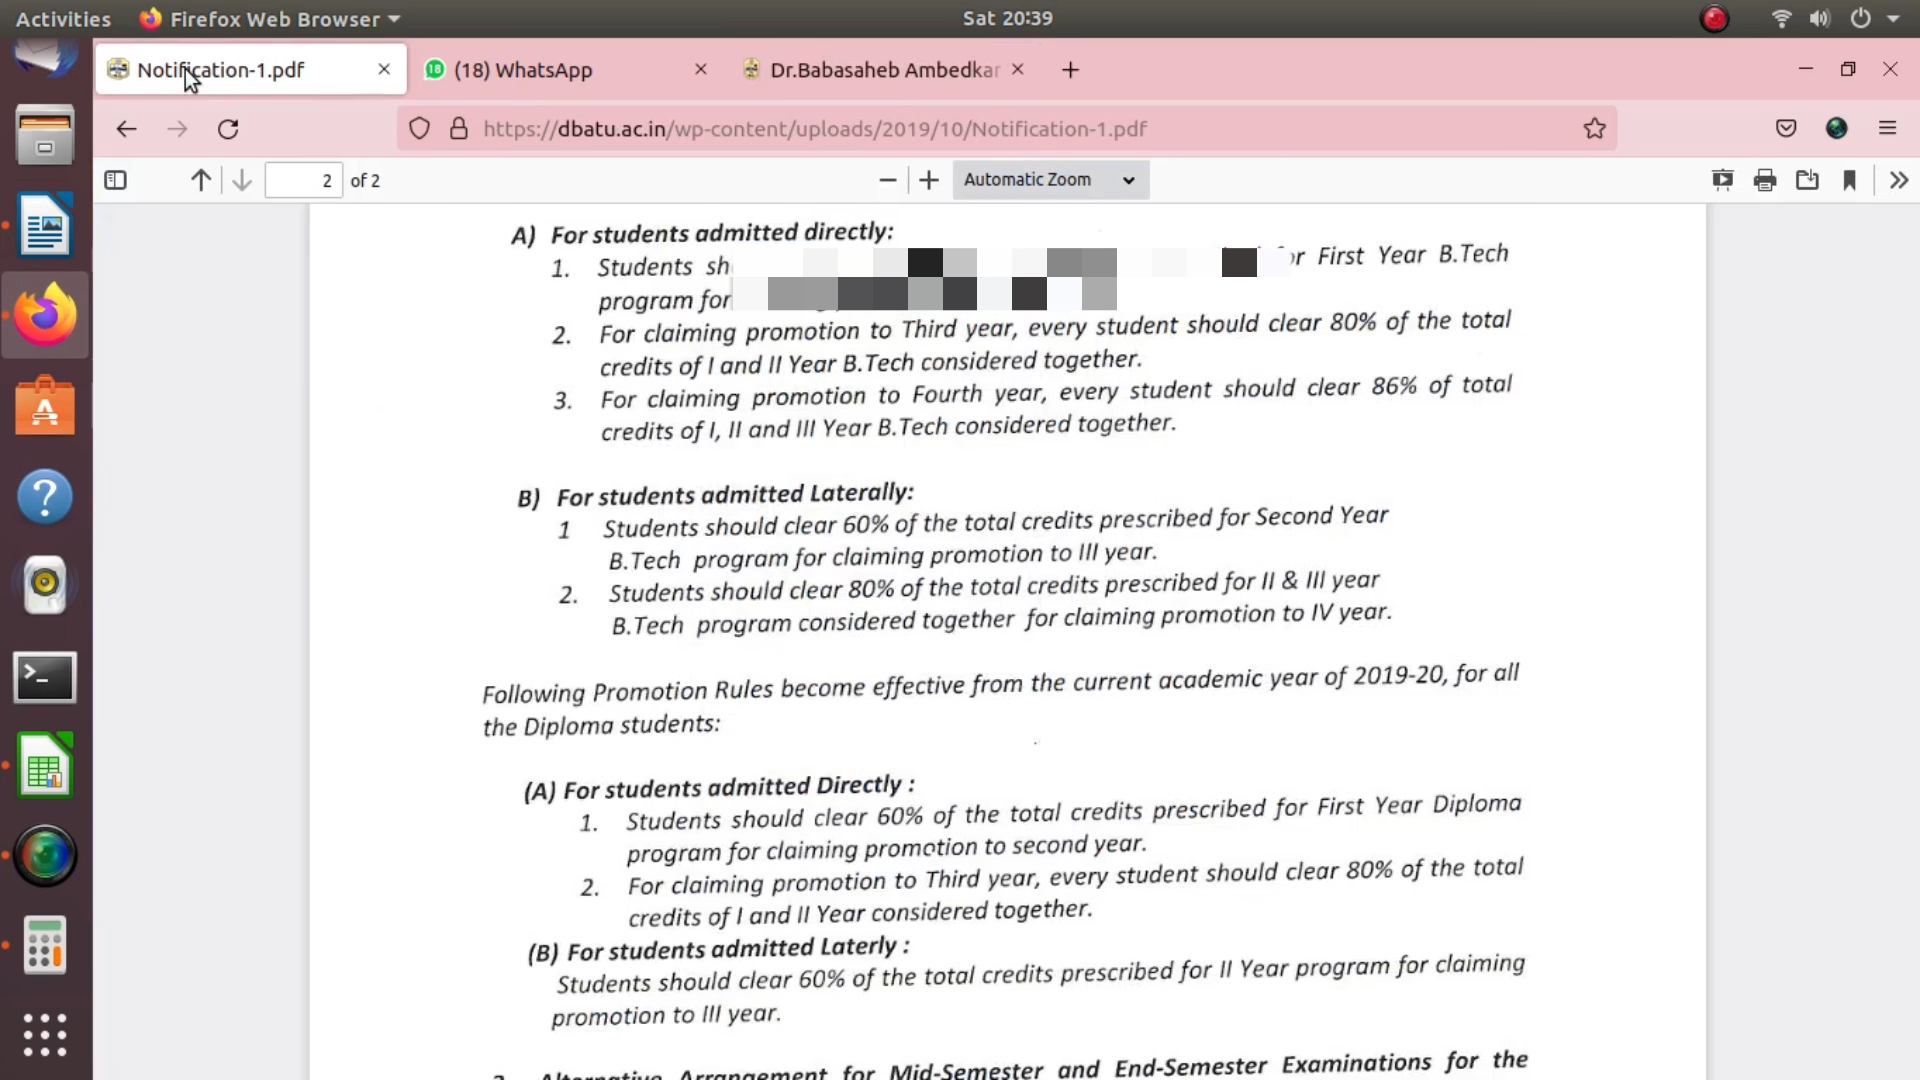 Activities Firefox Web Browser Sat 20:39
Notification-1.pdf 18 (18) WhatsApp Dr.Babasaheb Ambedkar
https://dbatu.ac.in/wp-content/uploads/2019/10/Notification-1.pdf
2 of 2 Automatic Zoom
A) For students admitted directly:
1. Students for First Year B.Tech
program for
2. For claiming promotion to Third year, every student should clear 80% of the total
credits of I and II Year B.Tech considered together.
3. For claiming promotion to Fourth year, every student should clear 86% of total
credits of I, II and III Year B.Tech considered together.
B) For students admitted Laterally:
1 Students should clear 60% of the total credits prescribed for Second Year
B.Tech program for claiming promotion to III year.
2. Students should clear 80% of the total credits prescribed for II & III year
B.Tech program considered together for claiming promotion to IV year.
Following Promotion Rules become effective from the current academic year of 2019-20, for all
the Diploma students:
(A) For students admitted Directly :
1. Students should clear 60% of the total credits prescribed for First Year Diploma
program for claiming promotion to second year.
2. For claiming promotion to Third year, every student should clear 80% of the total
credits of I and II Year considered together.
(B) For students admitted Laterly :
Students should clear 60% of the total credits prescribed for II Year program for claiming
promotion to III year.
Alternative Arrangement for Mid-Semester and End-Semester Examinations for the